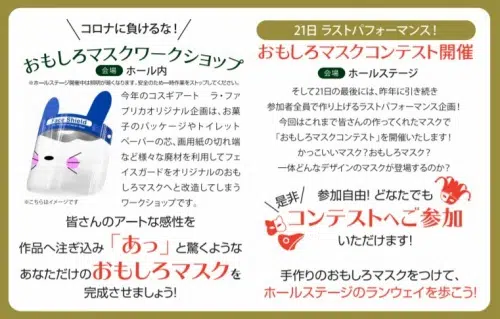 コロナに負けるな!
おもしろマスクワークショップ
会場 ホール内
※ホールステージ開催中は照明が暗くなります。安全のため一時作業をストップしてください。
今年のコスギアート ラ・ファ
ブリカオリジナル企画は、お菓
子のパッケージやトイレット
ペーパーの芯、画用紙の切れ端
など様々な廃材を利用してフェ
イスガードをオリジナルのおも
しろマスクへと改造してしまう
ワークショップです。
Face Shield
※こちらはイメージです
皆さんのアートな感性を
作品へ注ぎ込み「あっ」と驚くような
あなただけのおもしろマスクを
完成させましょう!
21日 ラストパフォーマンス!
おもしろマスクコンテスト開催
会場 ホールステージ
そして21日の最後には、昨年に引き続き
参加者全員で作り上げるラストパフォーマンス企画!
今回はこれまで皆さんの作ってくれたマスクで
「おもしろマスクコンテスト」を開催いたします!
かっこいいマスク?おもしろマスク?
一体どんなデザインのマスクが登場するのか?
是非
参加自由!どなたでも
コンテストへご参加
いただけます!
手作りのおもしろマスクをつけて、
ホールステージのランウェイを歩こう!